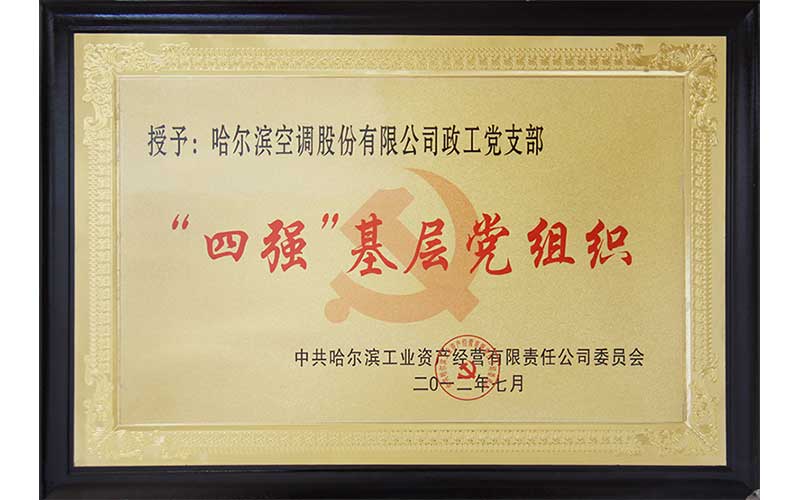 授予：哈尔滨空调股份有限公司政工党支部
“四强”基层党组织
中共哈尔滨工业资产经营有限责任公司委员会
二〇一二年七月